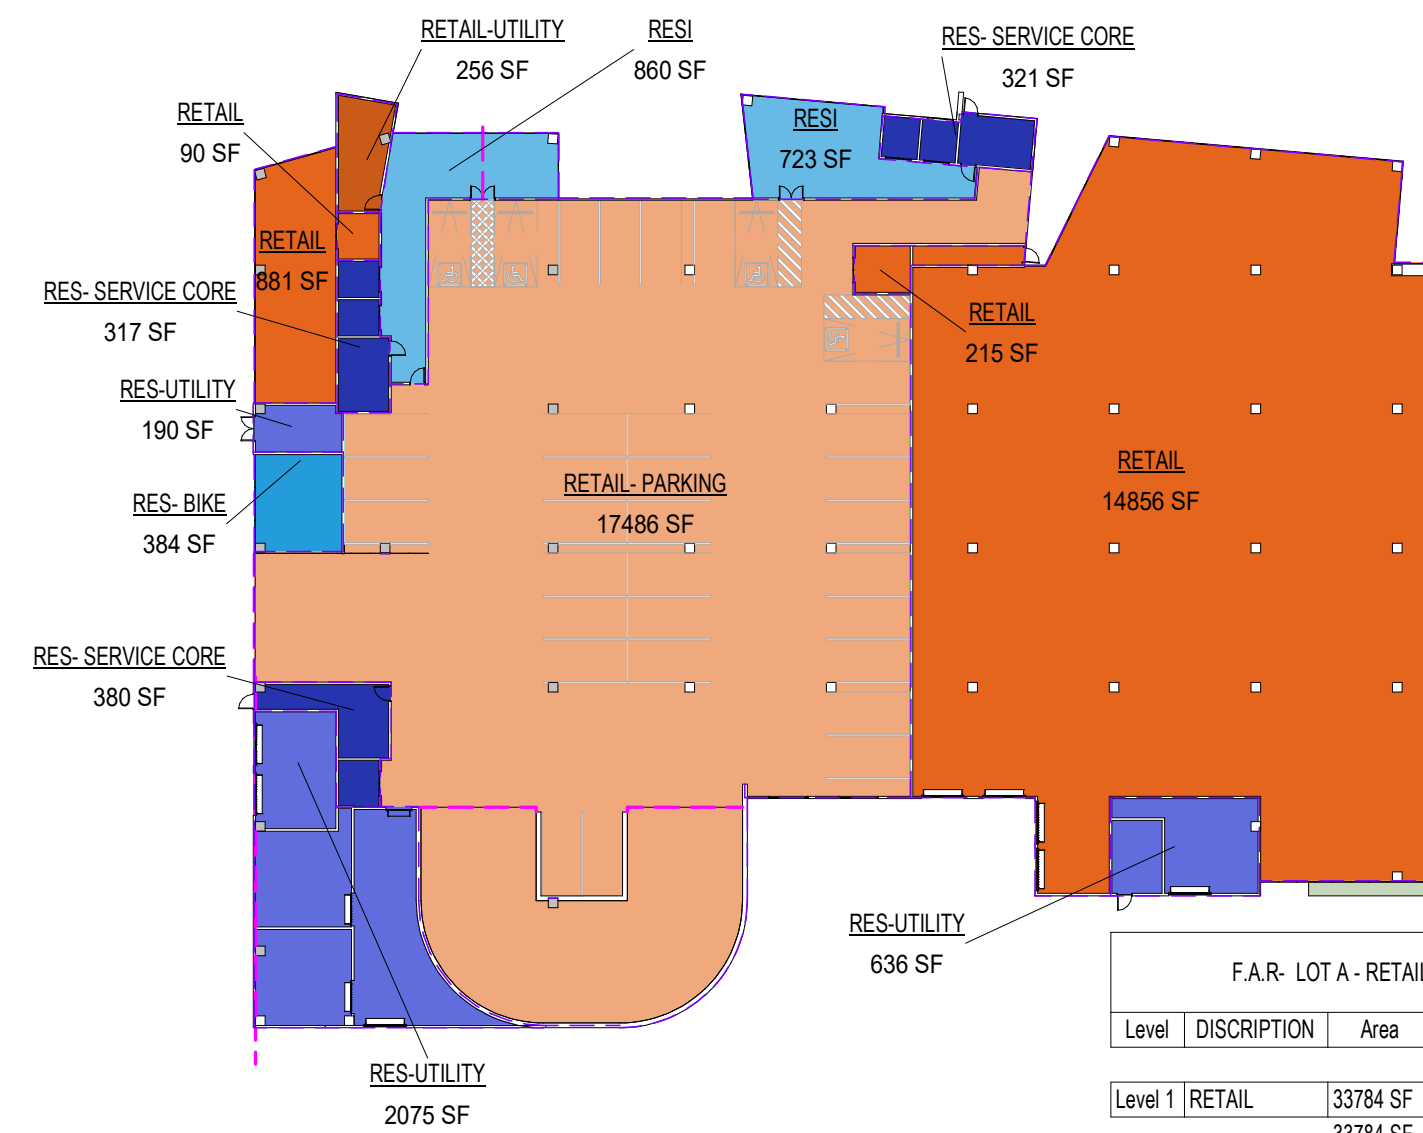 RETAIL-UTILITY
256 SF
RESI
860 SF
RES- SERVICE CORE
321 SF
RETAIL
90 SF
RESI
723 SF
RETAIL
881 SF
RES- SERVICE CORE
317 SF
RETAIL
215 SF
RES-UTILITY
190 SF
RETAIL- PARKING
17486 SF
RETAIL
14856 SF
RES- BIKE
384 SF
RES- SERVICE CORE
380 SF
RES-UTILITY
636 SF
RES-UTILITY
2075 SF
F.A.R- LOT A - RETAIL
Level DISCRIPTION Area
Level 1 RETAIL 33784 SF
33784 SF